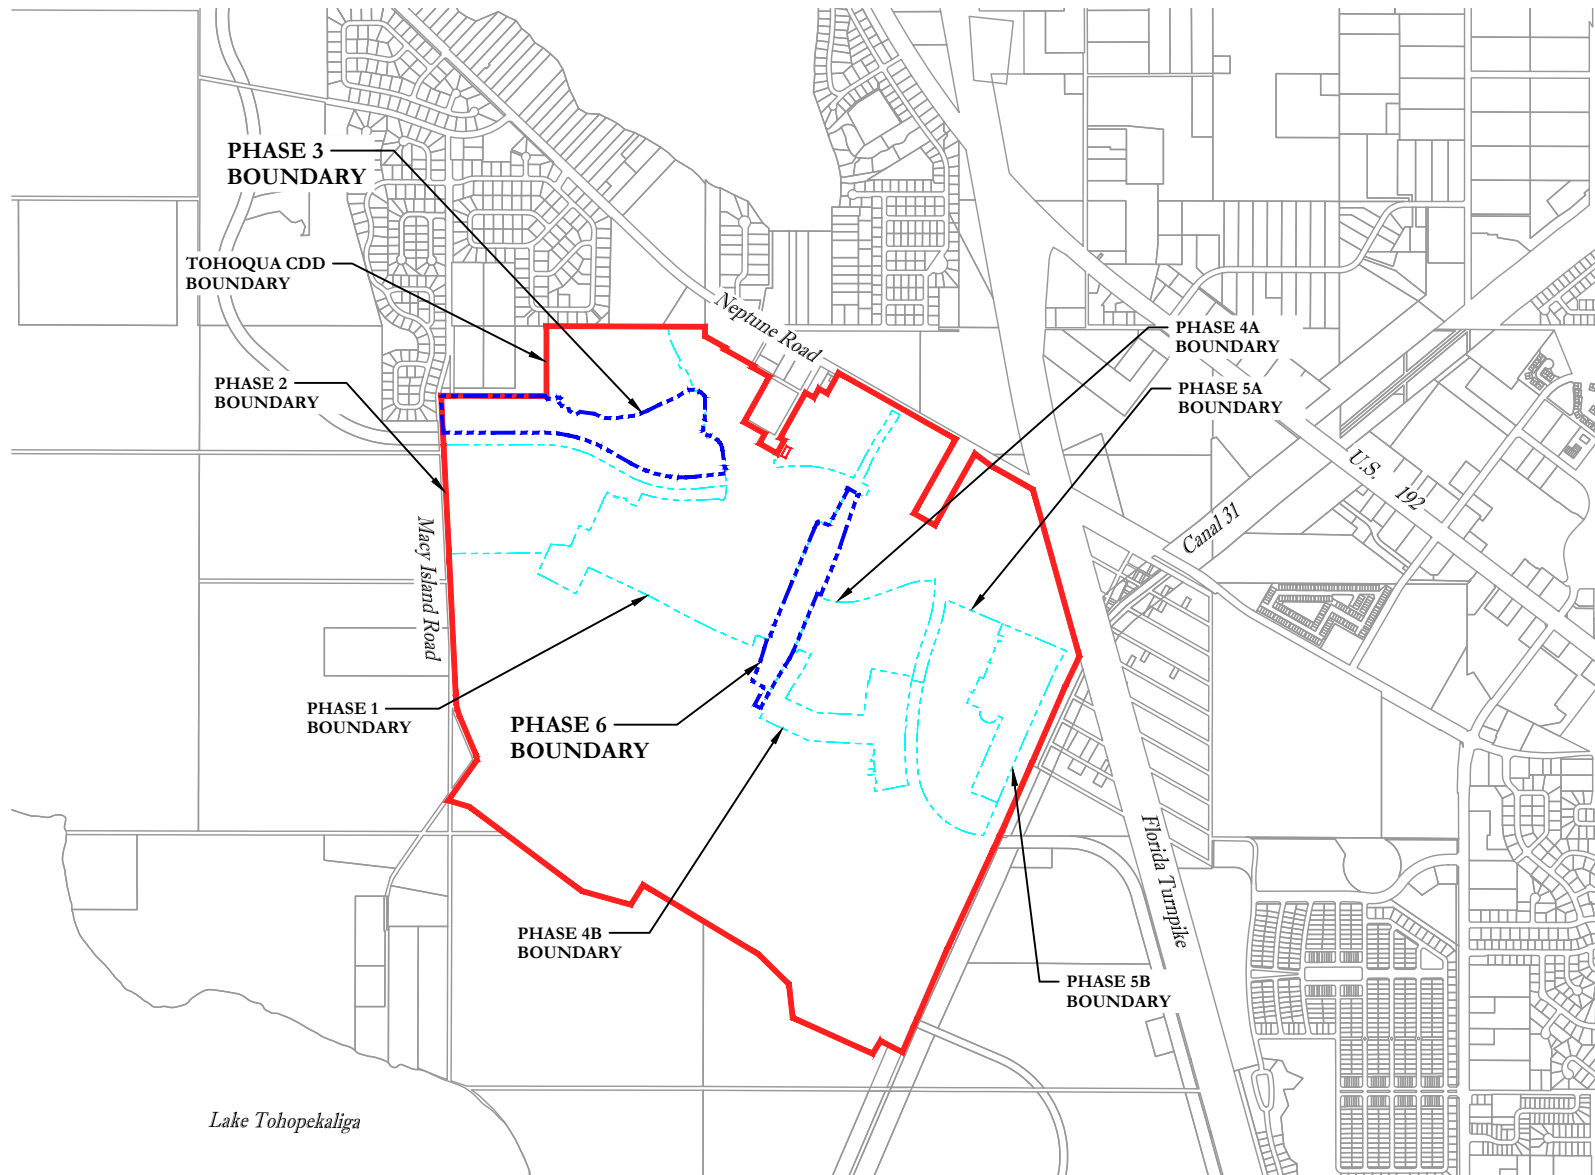 PHASE 3
BOUNDARY
TOHOQUA CDD
BOUNDARY
Neptune Road
PHASE 4A
BOUNDARY
PHASE 2
BOUNDARY
PHASE 5A
BOUNDARY
U.S. 192
Canal 31
Macy Island Road
PHASE 1
BOUNDARY
PHASE 6
BOUNDARY
Florida Turnpike
PHASE 4B
BOUNDARY
PHASE 5B
BOUNDARY
Lake Tohopekaliga